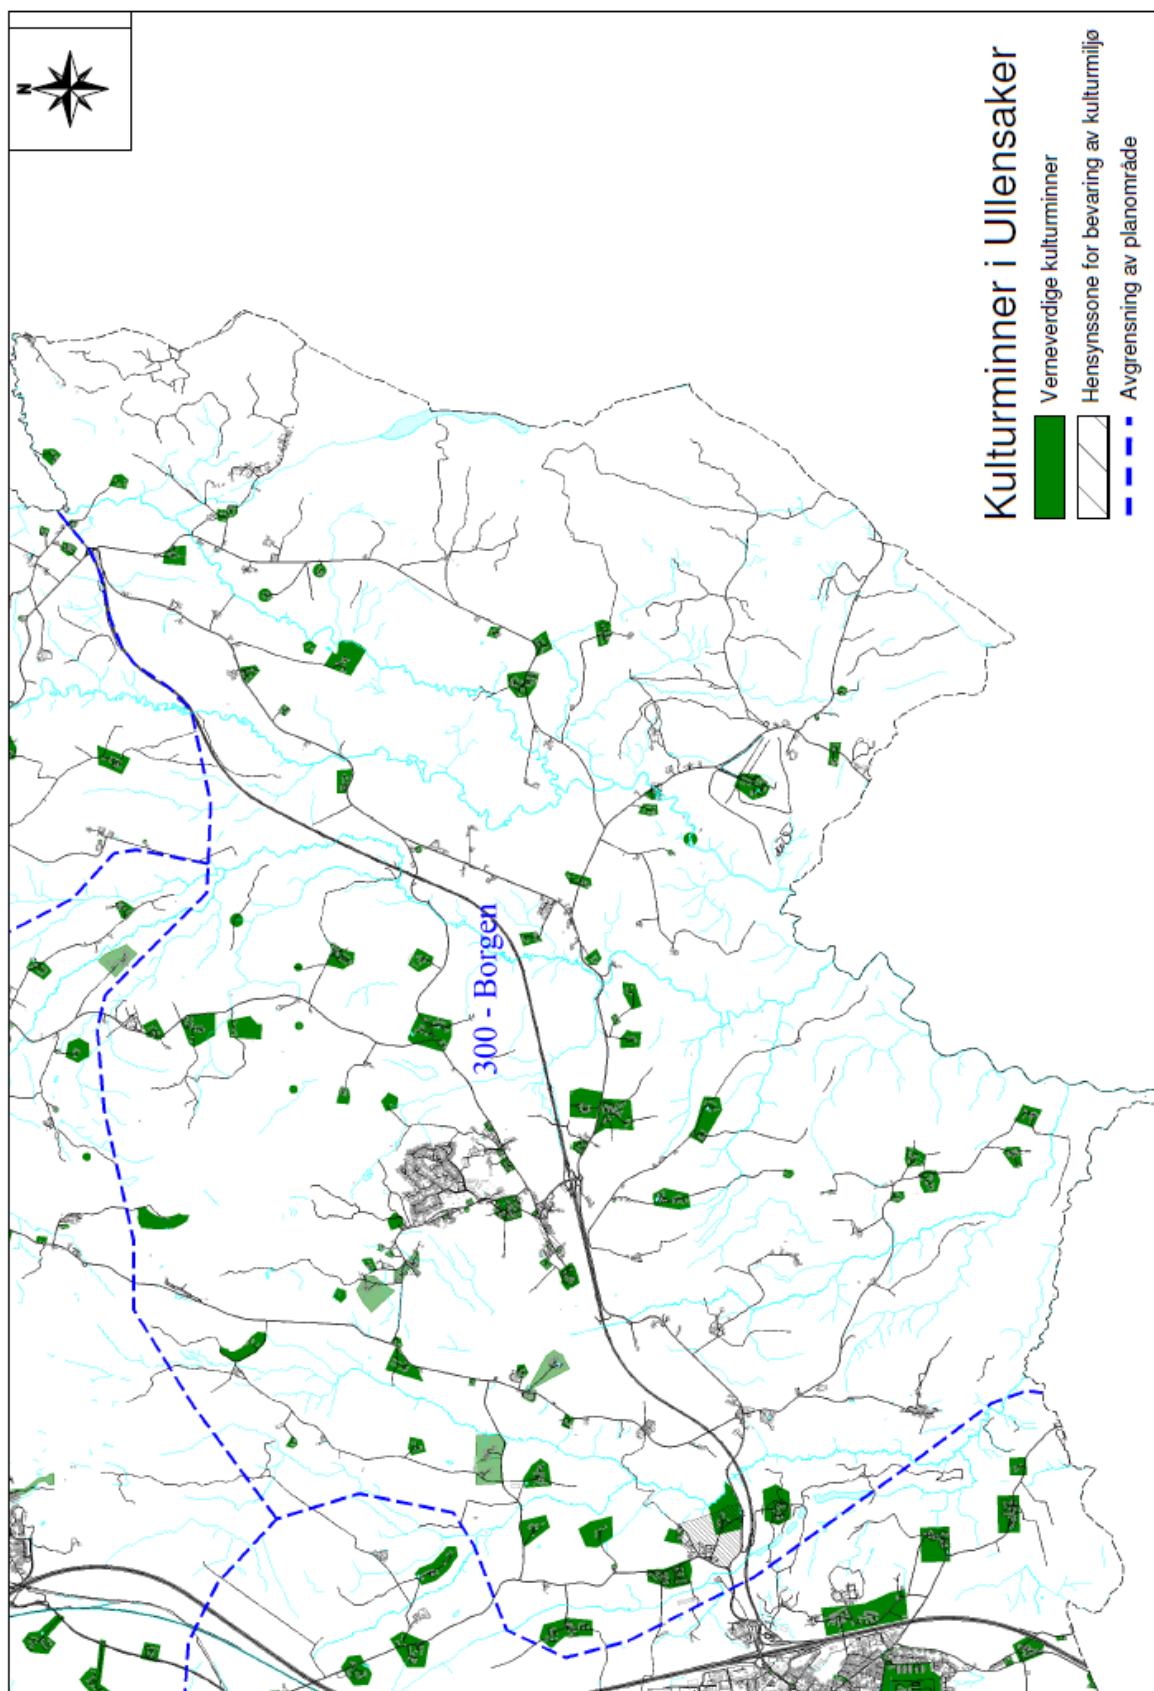 N
Kulturminner i Ullensaker
Verneverdige kulturminner
Hensynssone for bevaring av kulturmiljø
Avgrensning av planområde
300 - Borgen